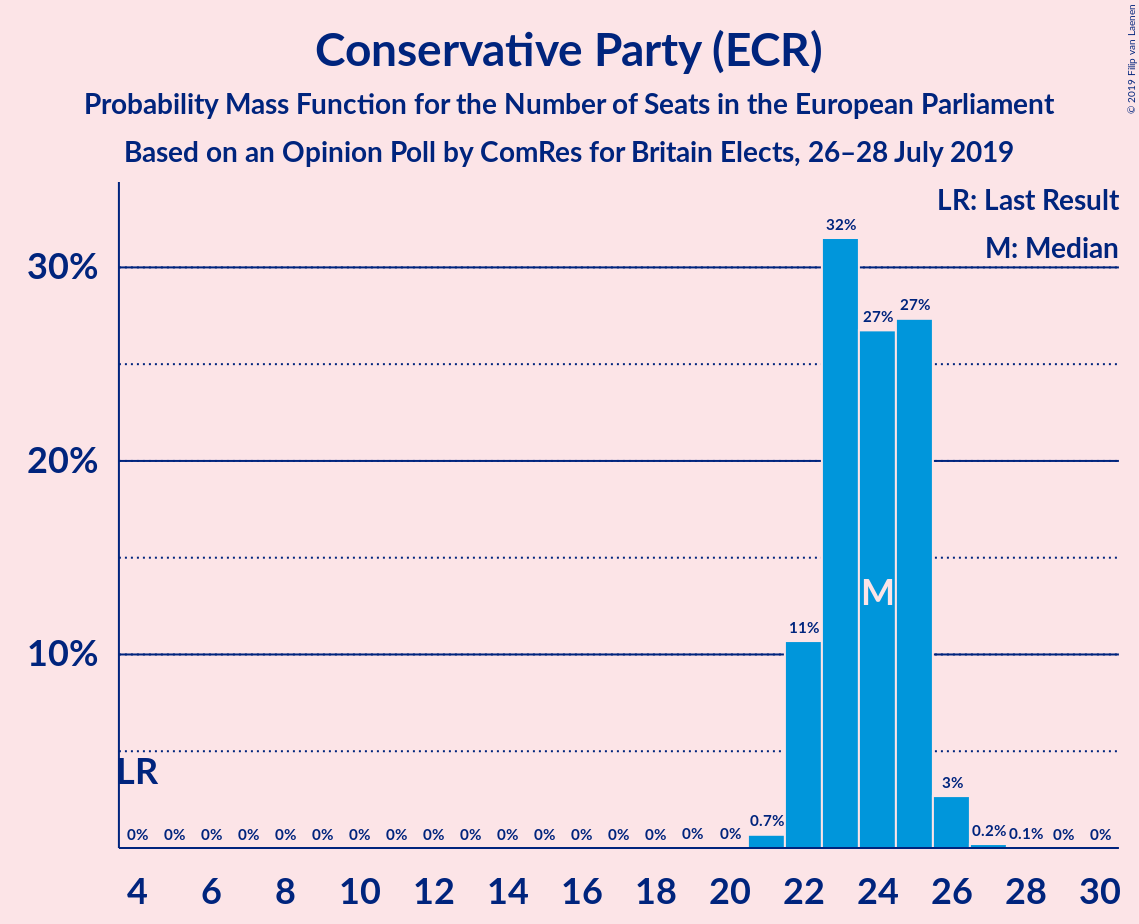 Conservative Party (ECR)
Probability Mass Function for the Number of Seats in the European Parliament
Based on an Opinion Poll by ComRes for Britain Elects, 26–28 July 2019
© 2019 Filip van Laenen
LR: Last Result
M: Median
30%
20%
10%
LR
M
0% 0% 0% 0% 0% 0% 0% 0% 0% 0% 0% 0% 0% 0% 0% 0% 0% 0.7% 11% 32% 27% 27% 3% 0.2% 0.1% 0% 0%
4 6 8 10 12 14 16 18 20 22 24 26 28 30